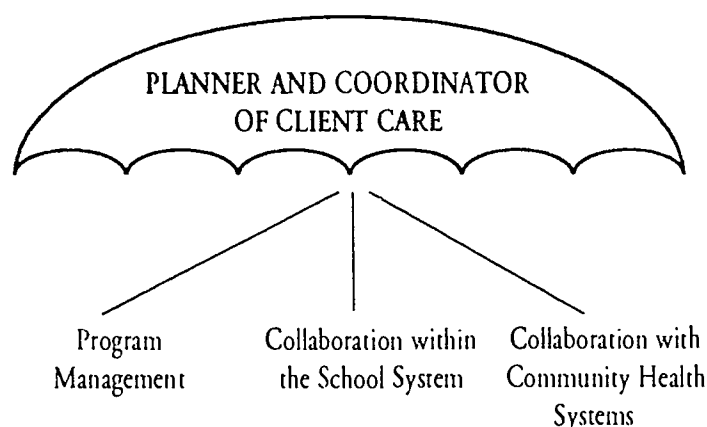 PLANNER AND COORDINATOR
OF CLIENT CARE
Program
Management
Collaboration within
the School System
Collaboration with
Community Health
Systems